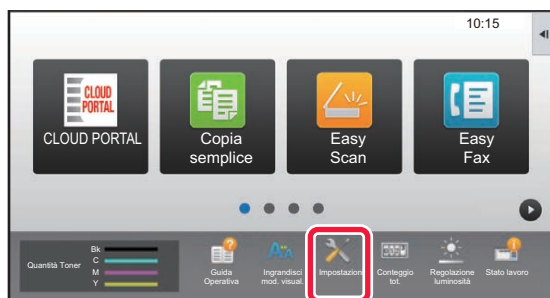 10:15
CLOUD
PORTAL
CLOUD PORTAL
Copia
semplice
Easy
Scan
Easy
Fax
Quantità Toner
Bk
C
M
Y
Guida
Operativa
Ingrandisci
mod. visual.
Impostazioni
Conteggio
tot.
Regolazione
luminosità
Stato lavoro